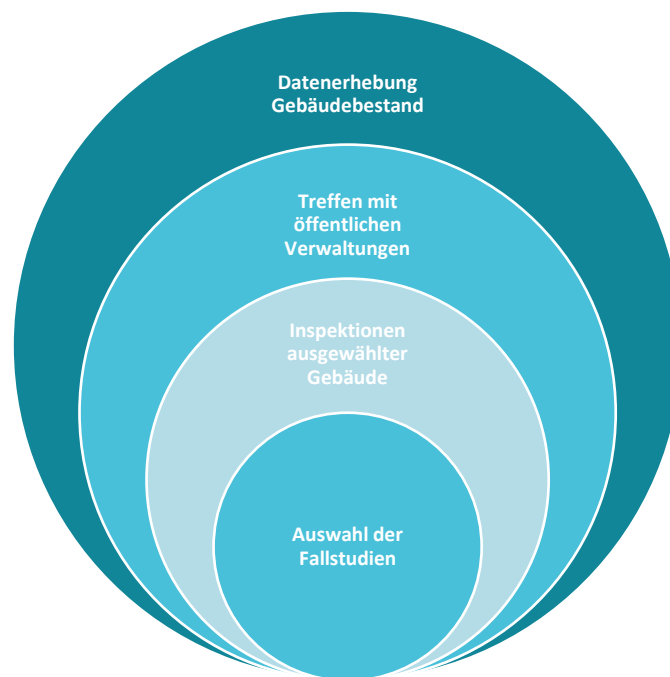 Datenerhebung
Gebäudebestand
Treffen mit
öffentlichen
Verwaltungen
Inspektionen
ausgewählter
Gebäude
Auswahl der
Fallstudien